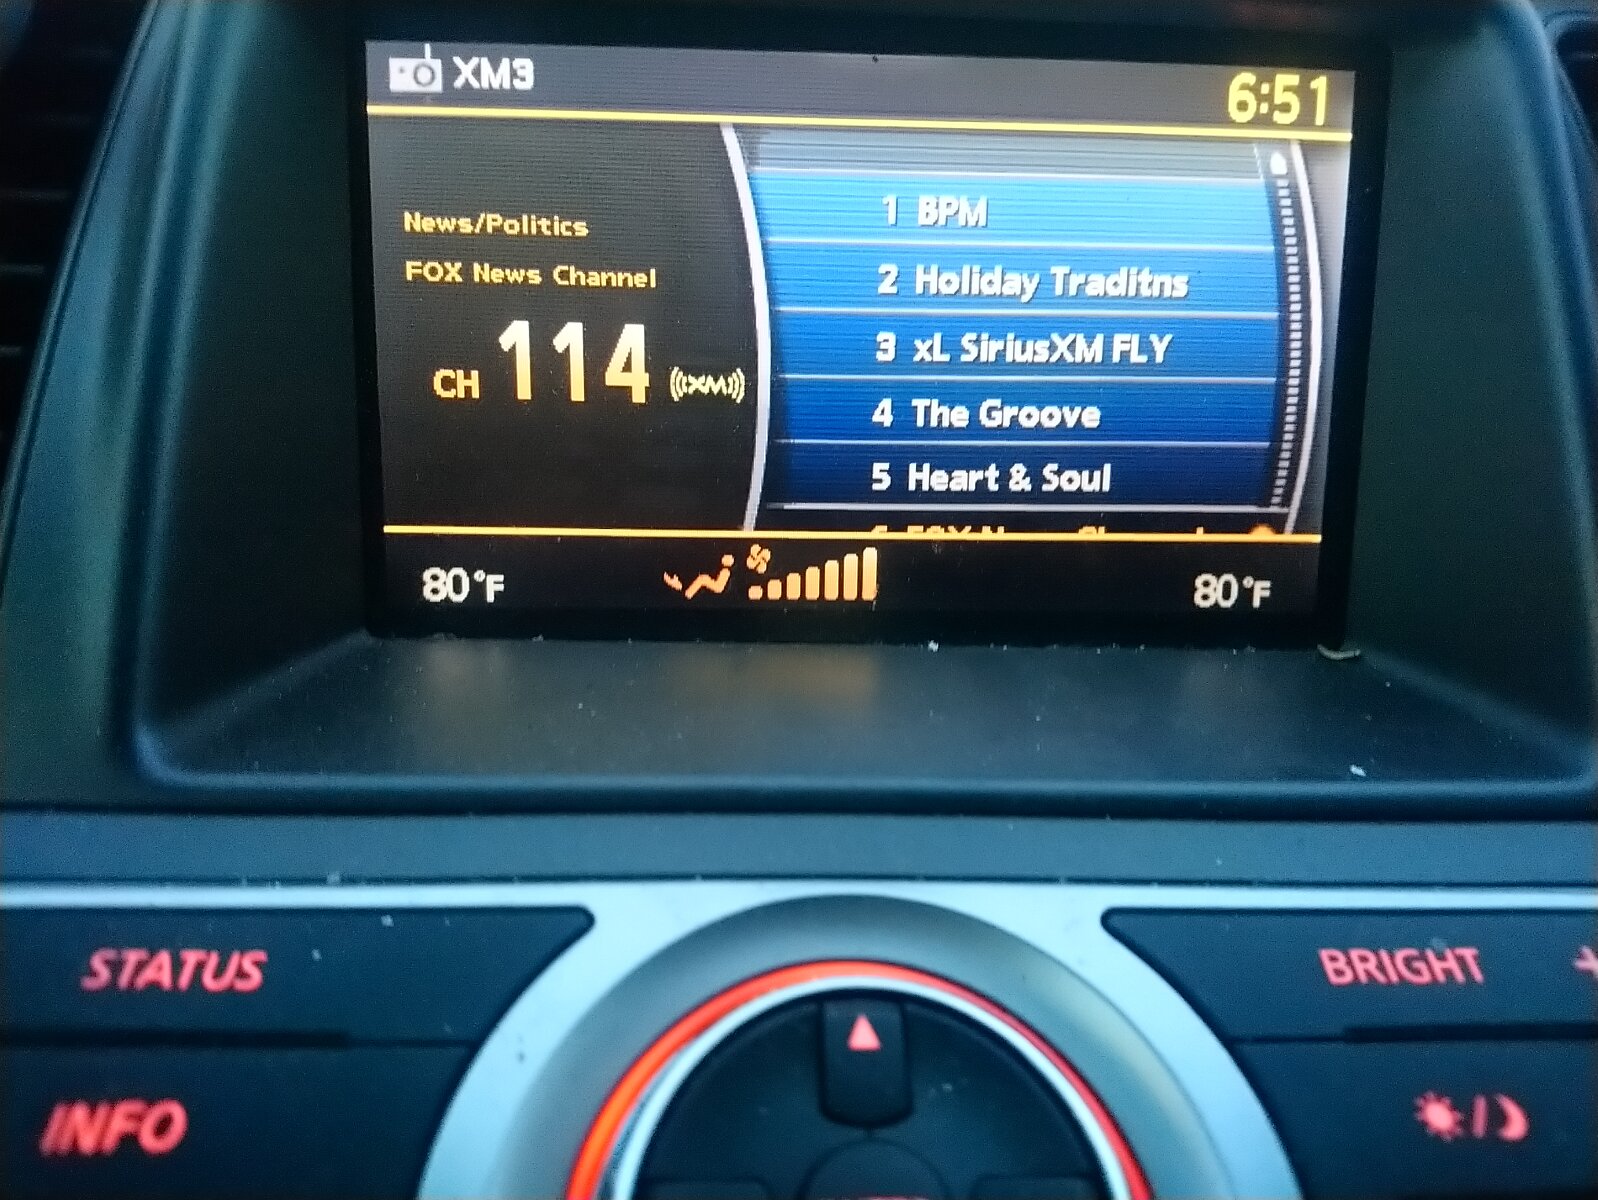 XM3
6:51
News/Politics
FOX News Channel
CH 114 XM
1 BPM
2 Holiday Traditns
3 xL SiriusXM FLY
4 The Groove
5 Heart & Soul
80°F
80°F
STATUS
BRIGHT +
INFO